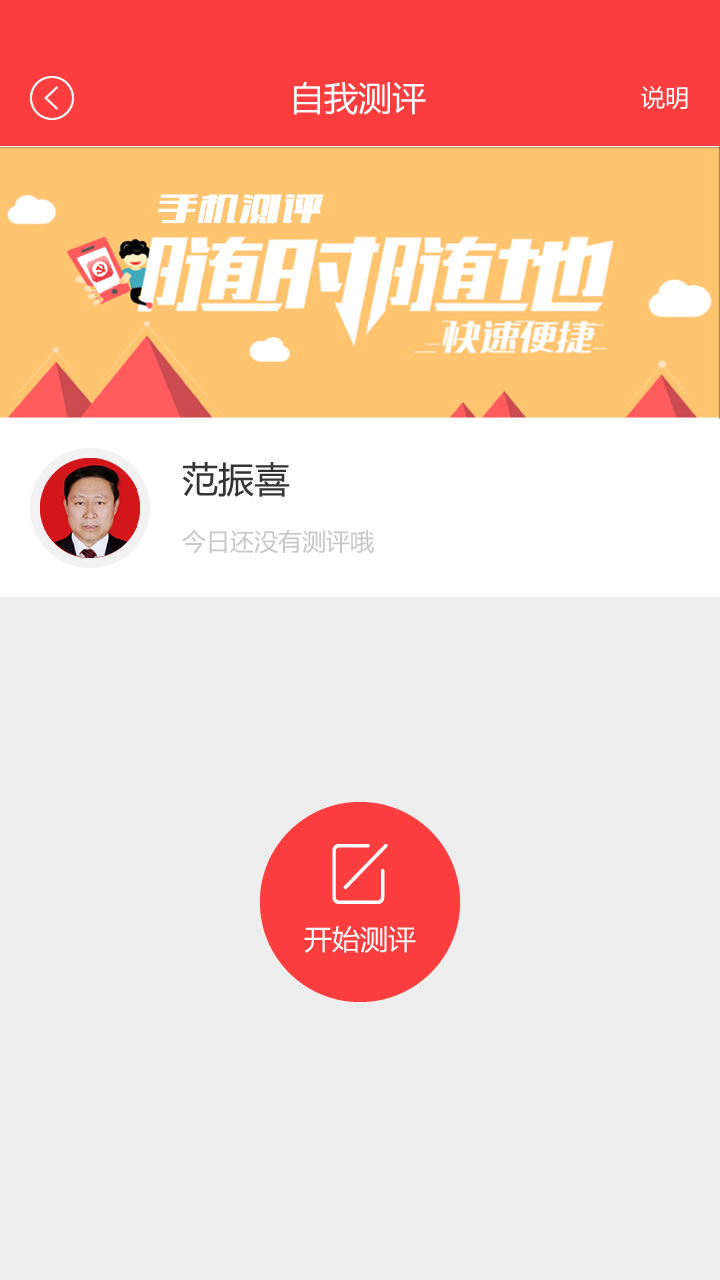 自我测评
说明
手机测评
随时随地
快速便捷
范振喜
今日还没有测评哦
开始测评